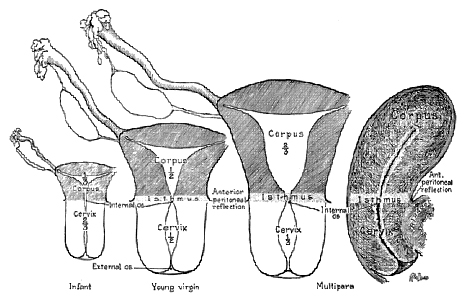 Corpus
Cervix
2
3
Internal os
Infant
Corpus
1
2
Isthmus
Cervix
1
2
External os
Young virgin
Anterior
peritoneal
reflection
Corpus
2
3
Isthmus
Internal
os
Cervix
1
3
Multipara
Corpus
Isthmus
Cervix
Ant.
peritoneal
reflection